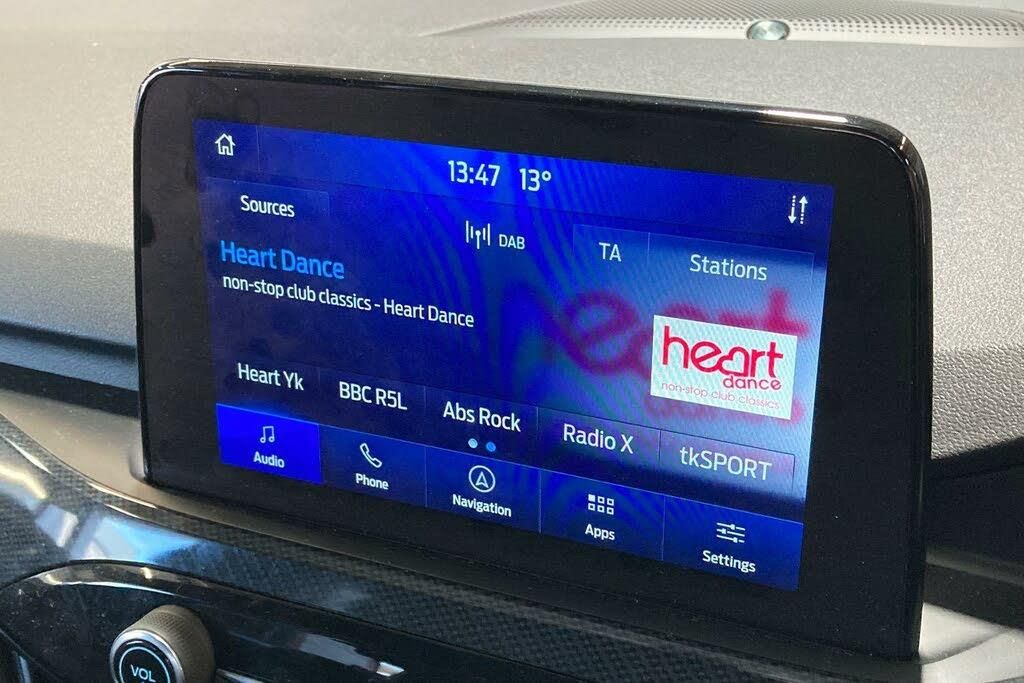 13:47 13°
Sources
DAB
TA
Stations
Heart Dance
non-stop club classics - Heart Dance
heart
dance
non-stop club classics
Heart Yk
BBC R5L
Abs Rock
Radio X
tkSPORT
Audio
Phone
Navigation
Apps
Settings
VOL